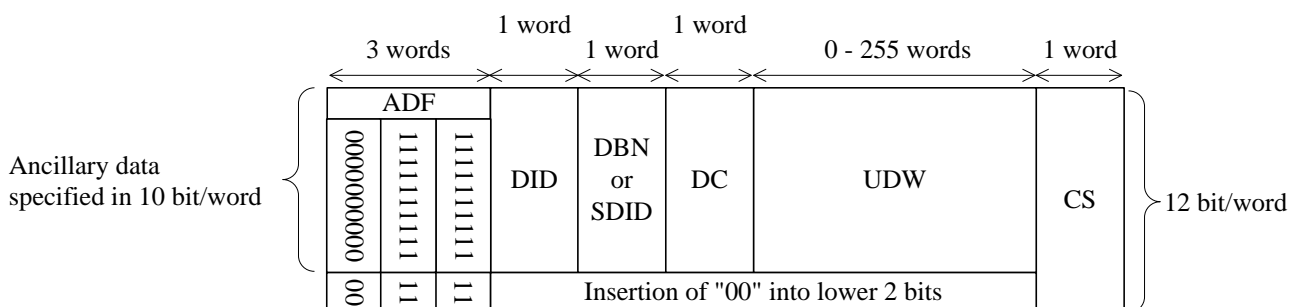 1 word 1 word
3 words 1 word 0 - 255 words 1 word
ADF
Ancillary data
specified in 10 bit/word
0000000000
1111111111
1111111111
DID
DBN
or
SDID
DC
UDW
CS
12 bit/word
00
11
11
Insertion of "00" into lower 2 bits